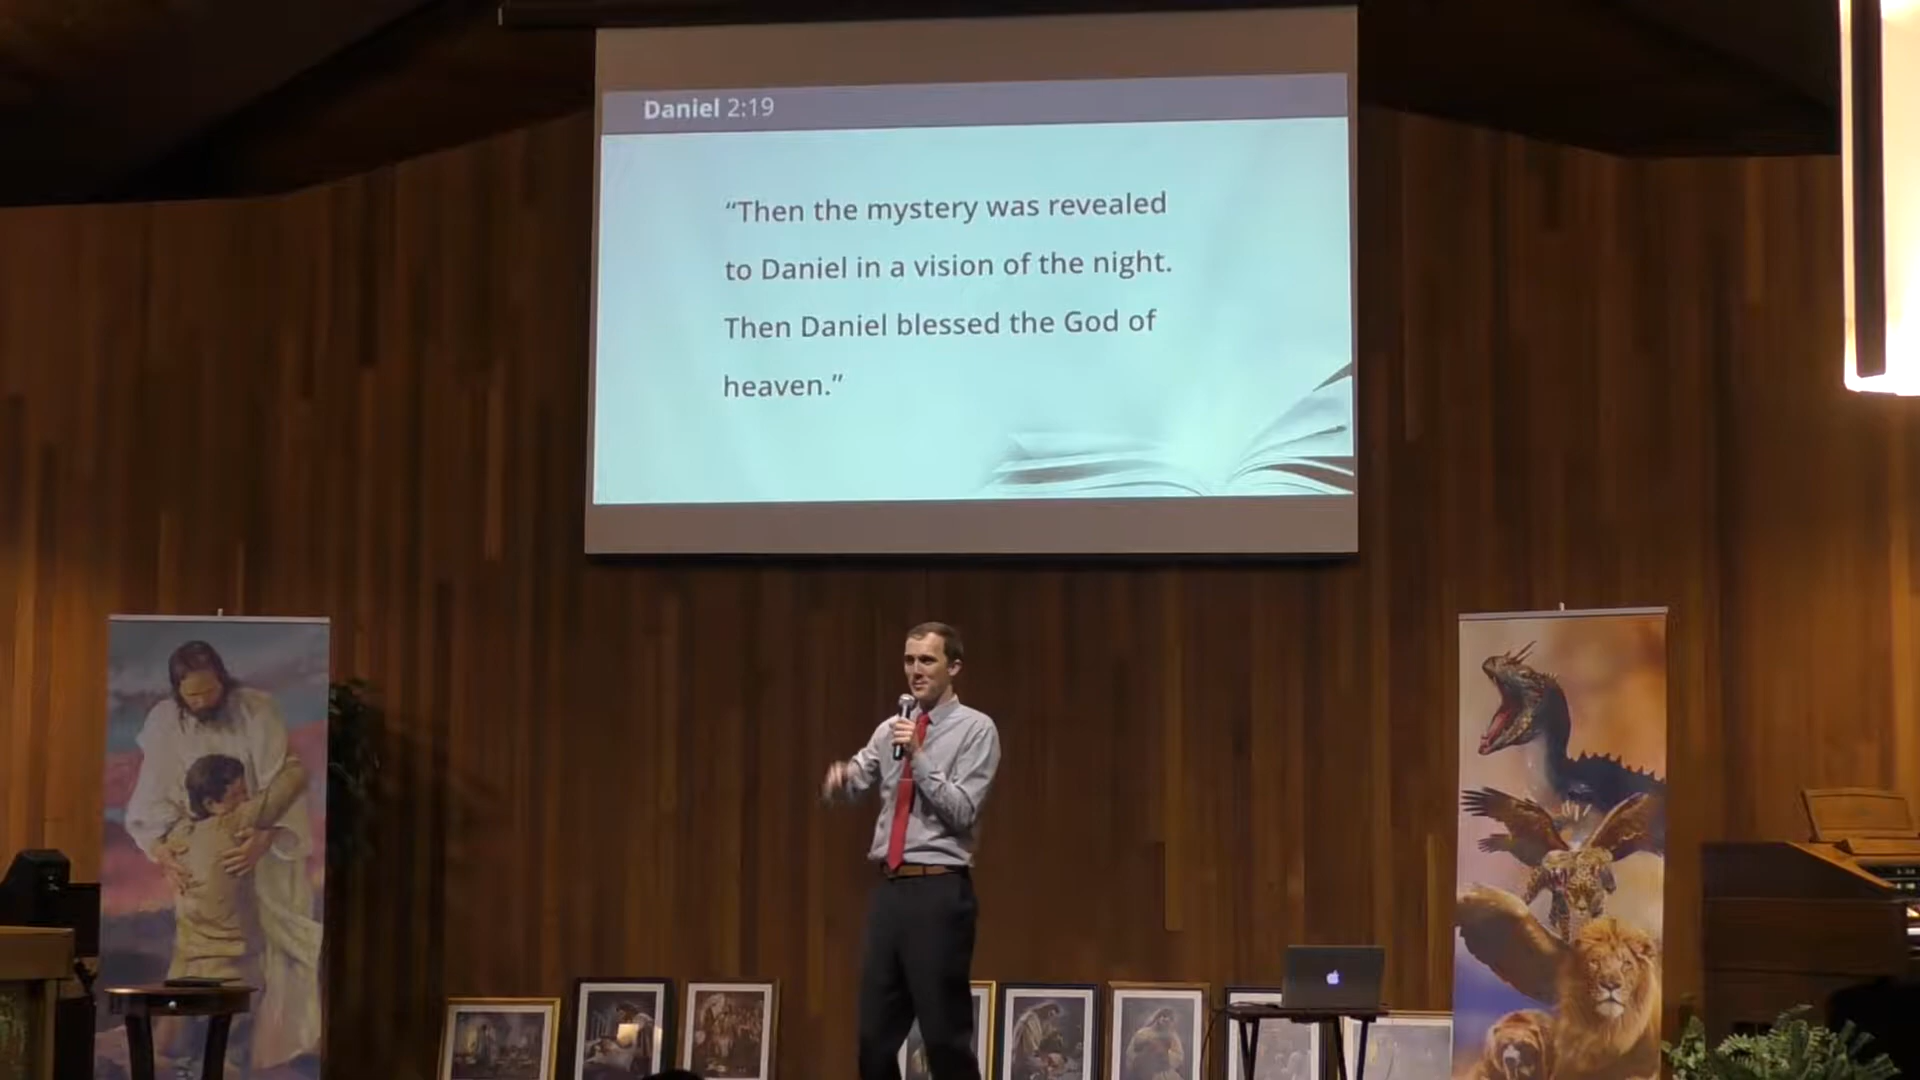 Daniel 2:19
“Then the mystery was revealed
to Daniel in a vision of the night.
Then Daniel blessed the God of
heaven.”